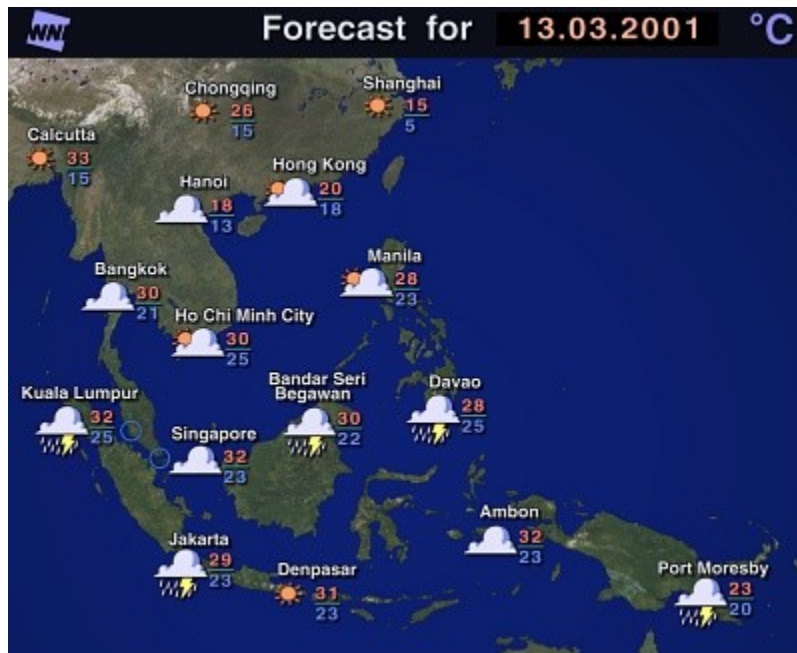 WNI
Forecast for 13.03.2001 °C
Chongqing
26
15
Shanghai
15
5
Calcutta
33
15
Hong Kong
20
18
Hanoi
18
13
Manila
28
23
Bangkok
30
21
Ho Chi Minh City
30
25
Kuala Lumpur
32
25
Bandar Seri
Begawan
30
22
Davao
28
25
Singapore
32
23
Ambon
32
23
Jakarta
29
23
Denpasar
31
23
Port Moresby
23
20